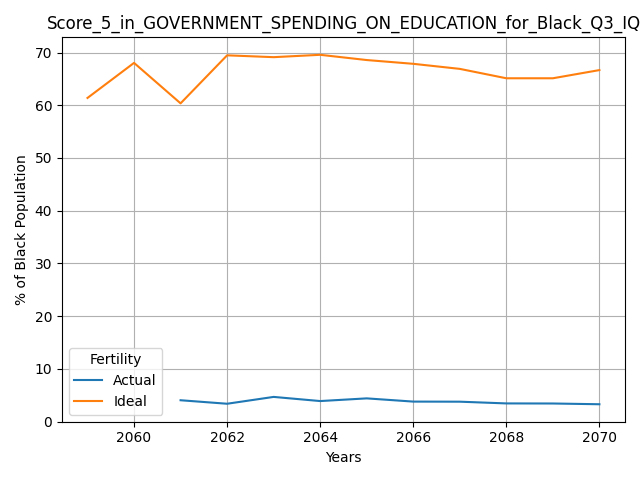 Score_5_in_GOVERNMENT_SPENDING_ON_EDUCATION_for_Black_Q3_IQ
% of Black Population
70
60
50
40
30
20
10
0
Fertility
Actual
Ideal
2060 2062 2064 2066 2068 2070
Years